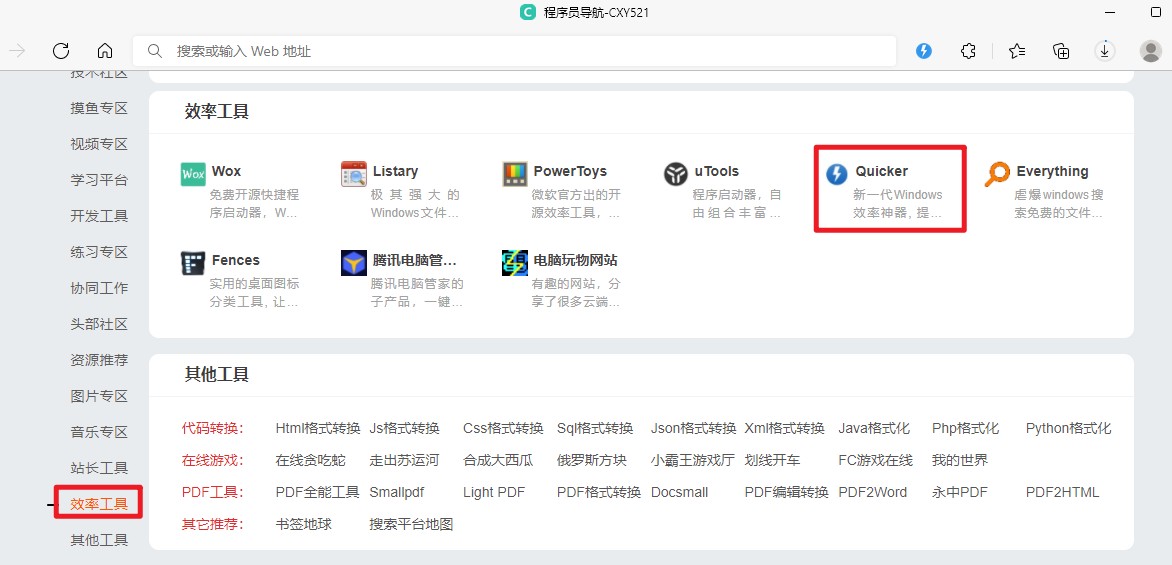 程序员导航-CXY521
搜索或输入 Web 地址
技术社区
摸鱼专区
视频专区
学习平台
开发工具
练习专区
协同工作
头部社区
资源推荐
图片专区
音乐专区
站长工具
效率工具
其他工具
效率工具
Wox
免费开源快捷程
序启动器，W...
Listary
极其强大的
Windows文件...
PowerToys
微软官方出的开
源效率工具，...
uTools
程序启动器，自
由组合丰富...
Quicker
新一代Windows
效率神器, 提...
Everything
虐爆windows搜
索免费的文件...
Fences
实用的桌面图标
分类工具, 让...
腾讯电脑管...
腾讯电脑管家的
子产品，一键...
电脑玩物网站
有趣的网站，分
享了很多云端...
其他工具
代码转换： Html格式转换 Js格式转换 Css格式转换 Sql格式转换 Json格式转换 Xml格式转换 Java格式化 Php格式化 Python格式化
在线游戏： 在线贪吃蛇 走出苏运河 合成大西瓜 俄罗斯方块 小霸王游戏厅 划线开车 FC游戏在线 我的世界
PDF工具： PDF全能工具 Smallpdf Light PDF PDF格式转换 Docsmall PDF编辑转换 PDF2Word 永中PDF PDF2HTML
其它推荐： 书签地球 搜索平台地图